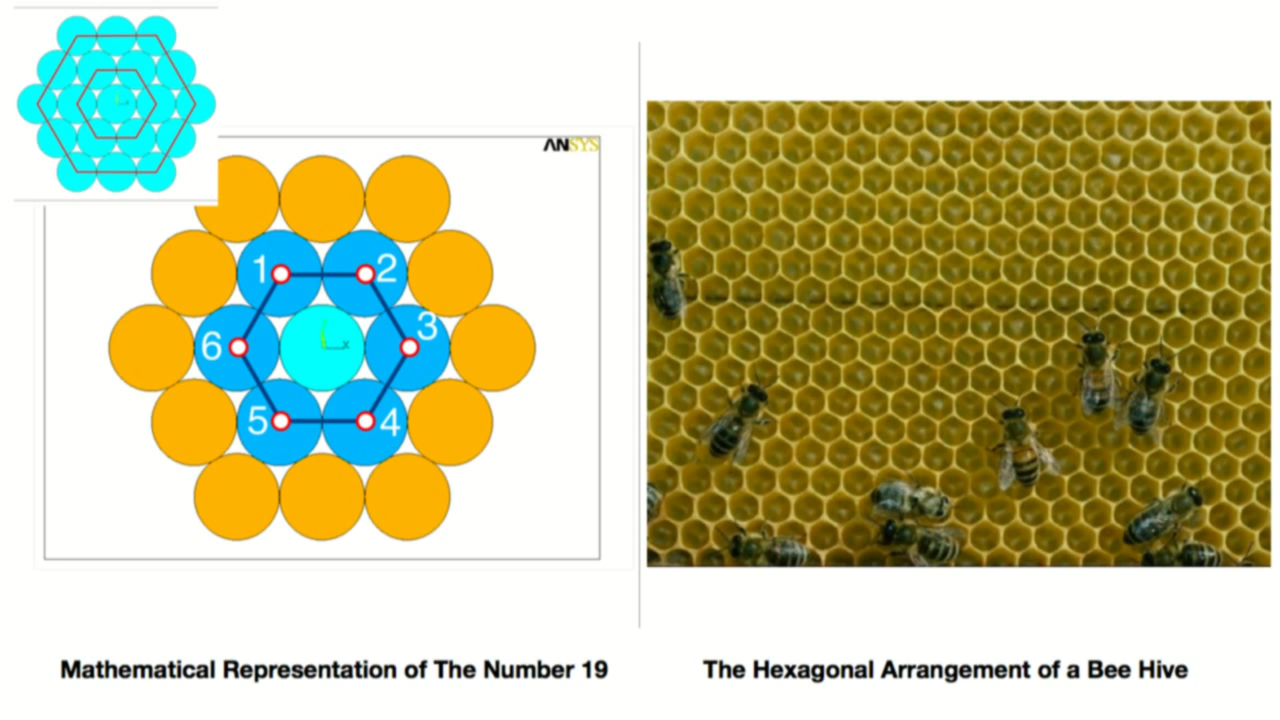 ANSYS
1 2
3
6
5 4
x
Mathematical Representation of The Number 19
The Hexagonal Arrangement of a Bee Hive